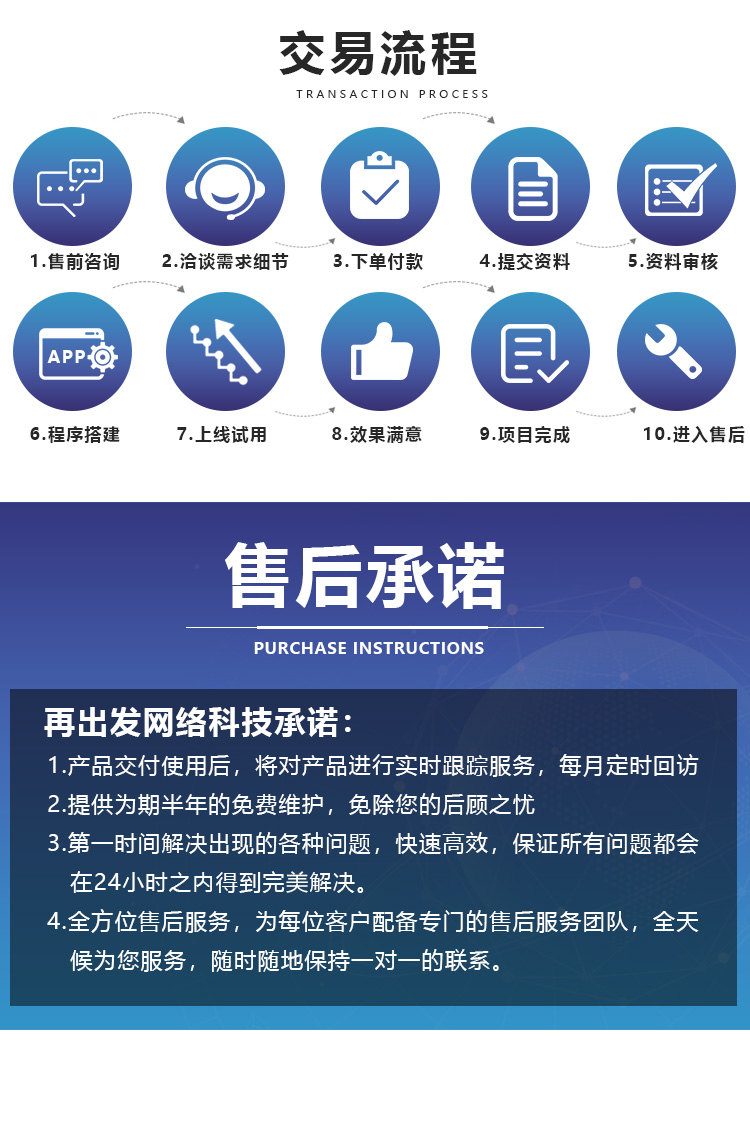 交易流程
TRANSACTION PROCESS
1.售前咨询
2.洽谈需求细节
3.下单付款
4.提交资料
5.资料审核
APP
6.程序搭建
7.上线试用
8.效果满意
9.项目完成
10.进入售后
售后承诺
PURCHASE INSTRUCTIONS
再出发网络科技承诺：
1.产品交付使用后，将对产品进行实时跟踪服务，每月定时回访
2.提供为期半年的免费维护，免除您的后顾之忧
3.第一时间解决出现的各种问题，快速高效，保证所有问题都会
在24小时之内得到完美解决。
4.全方位售后服务，为每位客户配备专门的售后服务团队，全天
候为您服务，随时随地保持一对一的联系。